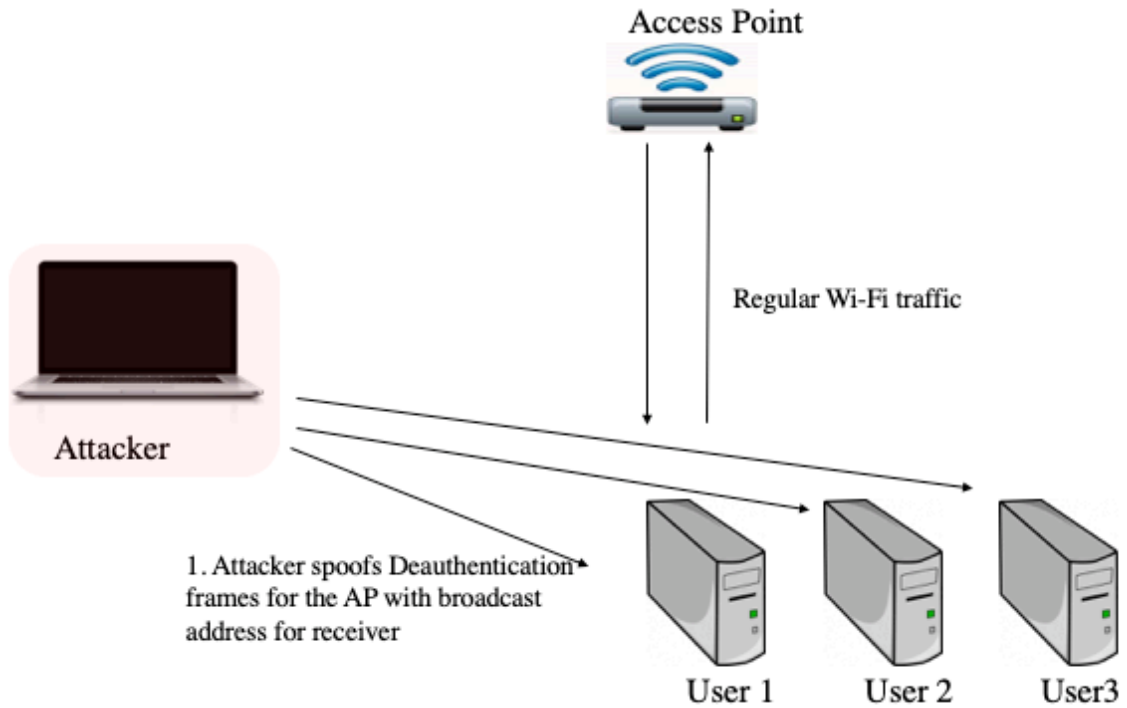 Access Point
Regular Wi-Fi traffic
Attacker
1. Attacker spoofs Deauthentication
frames for the AP with broadcast
address for receiver
User 1
User 2
User3